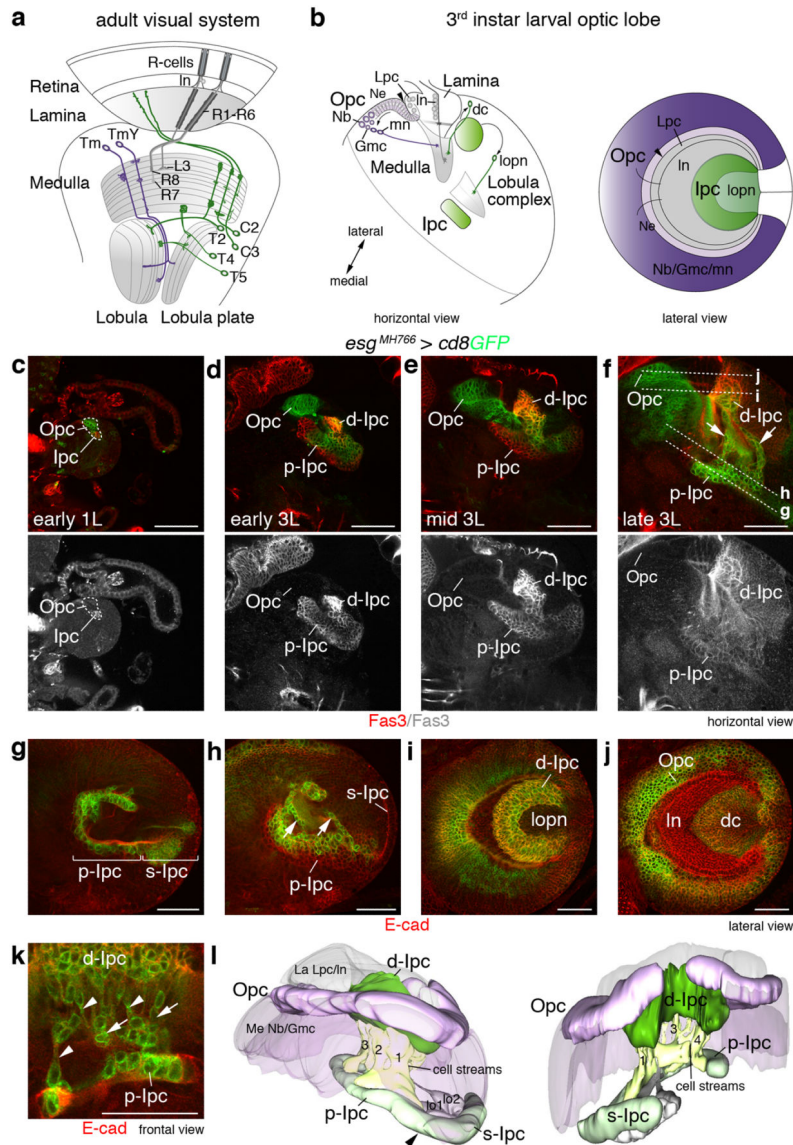 a adult visual system
b 3rd instar larval optic lobe
R-cells
ln
Retina
Lamina
R1-R6
TmY
Tm
Medulla
L3
R8
R7
T2
C2
C3
T4
T5
Lobula Lobula plate
Lpc
Lamina
Ne
ln
Opc
dc
Nb
mn
Gmc
lopn
Medulla
Lobula complex
Ipc
lateral
medial
horizontal view
Lpc
Opc
ln
Ipc
lopn
Ne
Nb/Gmc/mn
lateral view
esg MH766 > cd8GFP
c
Opc
Ipc
early 1L
Opc
Ipc
d
Opc
d-Ipc
p-Ipc
early 3L
Opc
d-Ipc
p-Ipc
e
Opc
d-Ipc
p-Ipc
mid 3L
Opc
d-Ipc
p-Ipc
f
j
i
Opc
d-Ipc
p-Ipc
h
g
late 3L
Opc
d-Ipc
p-Ipc
Fas3/Fas3
horizontal view
g
p-Ipc
s-Ipc
h
s-Ipc
p-Ipc
i
d-Ipc
lopn
j
Opc
ln
dc
E-cad
lateral view
k
d-Ipc
p-Ipc
E-cad
frontal view
l
La Lpc/ln
d-Ipc
Opc
Me Nb/Gmc
3
2
1
cell streams
lo1
lo2
p-Ipc
s-Ipc
Opc
d-Ipc
3
4
p-Ipc
cell streams
s-Ipc